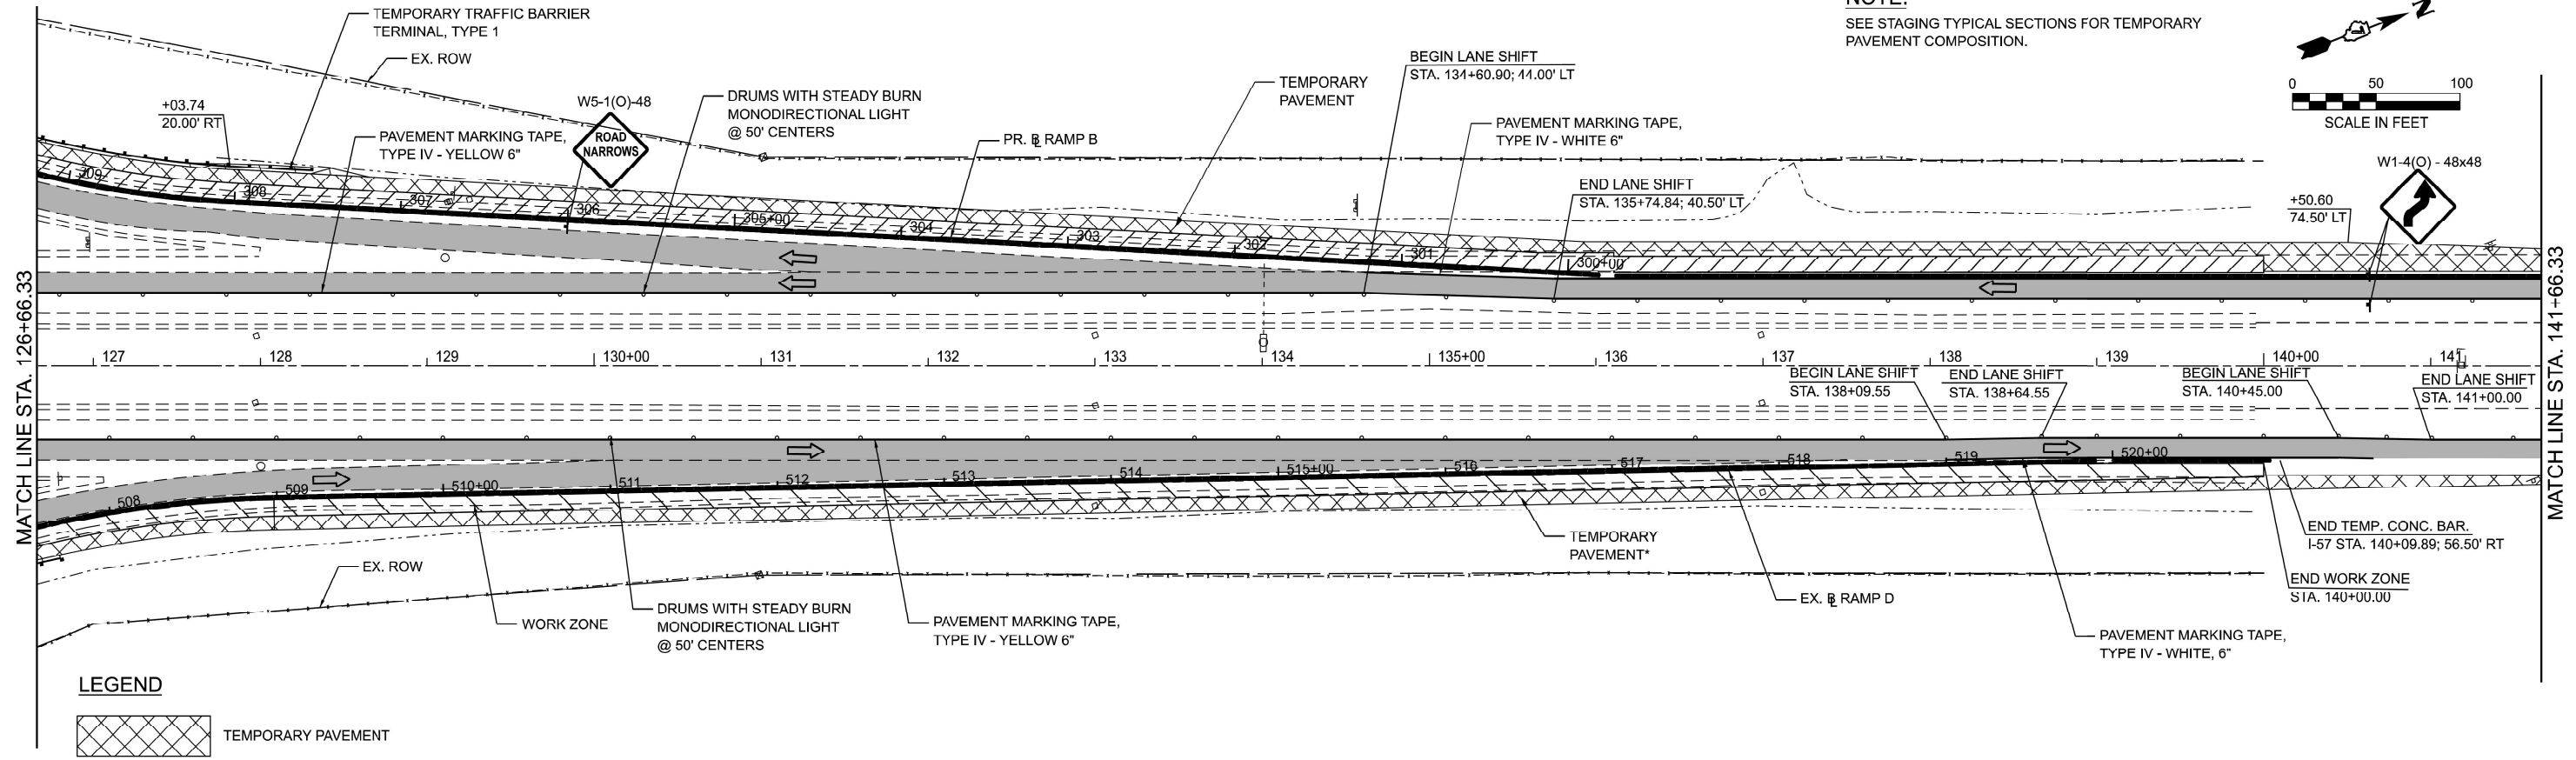 TEMPORARY TRAFFIC BARRIER
TERMINAL, TYPE 1
EX. ROW
+03.74
20.00' RT
PAVEMENT MARKING TAPE,
TYPE IV - YELLOW 6"
W5-1(O)-48
ROAD
NARROWS
DRUMS WITH STEADY BURN
MONODIRECTIONAL LIGHT
@ 50' CENTERS
PR. ℄ RAMP B
TEMPORARY
PAVEMENT
BEGIN LANE SHIFT
STA. 134+60.90; 44.00' LT
PAVEMENT MARKING TAPE,
TYPE IV - WHITE 6"
END LANE SHIFT
STA. 135+74.84; 40.50' LT
NOTE:
SEE STAGING TYPICAL SECTIONS FOR TEMPORARY
PAVEMENT COMPOSITION.
N
0 50 100
SCALE IN FEET
W1-4(O) - 48x48
+50.60
74.50' LT
309 308 307 306 305+00 304 303 302 301 300+00
MATCH LINE STA. 126+66.33
127 128 129 130+00 131 132 133 134 135+00 136 137 138 139 140+00 141
MATCH LINE STA. 141+66.33
BEGIN LANE SHIFT
STA. 138+09.55
END LANE SHIFT
STA. 138+64.55
BEGIN LANE SHIFT
STA. 140+45.00
END LANE SHIFT
STA. 141+00.00
508 509 510+00 511 512 513 514 515+00 516 517 518 519 520+00
EX. ROW
WORK ZONE
DRUMS WITH STEADY BURN
MONODIRECTIONAL LIGHT
@ 50' CENTERS
PAVEMENT MARKING TAPE,
TYPE IV - YELLOW 6"
TEMPORARY
PAVEMENT*
EX. ℄ RAMP D
PAVEMENT MARKING TAPE,
TYPE IV - WHITE, 6"
END TEMP. CONC. BAR.
I-57 STA. 140+09.89; 56.50' RT
END WORK ZONE
STA. 140+00.00
LEGEND
TEMPORARY PAVEMENT